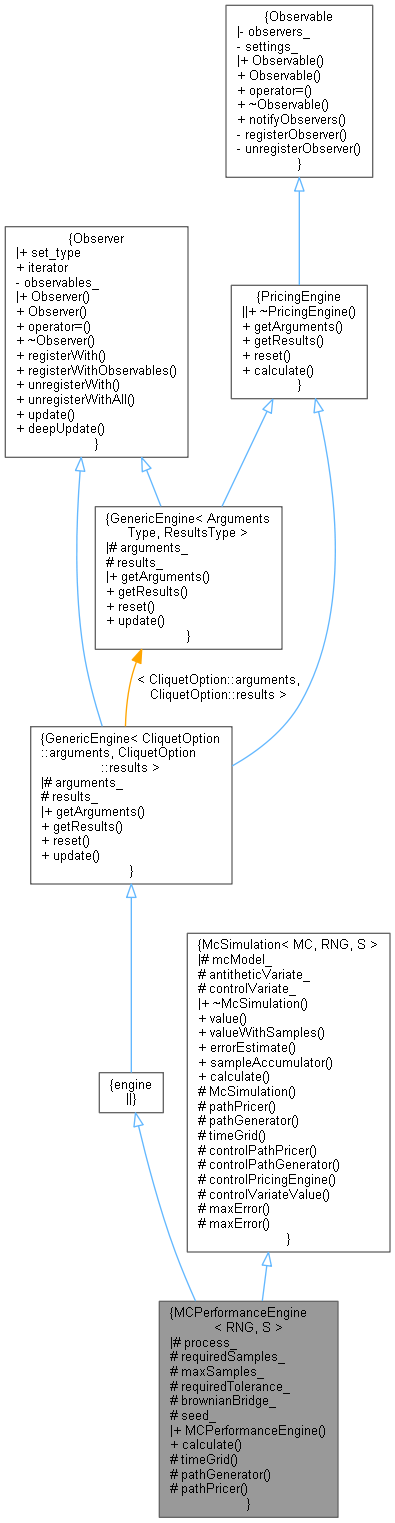 {Observable
|- observers_
- settings_
|+ Observable()
+ Observable()
+ operator=()
+ ~Observable()
+ notifyObservers()
- registerObserver()
- unregisterObserver()
}
{Observer
|+ set_type
+ iterator
- observables_
|+ Observer()
+ Observer()
+ operator=()
+ ~Observer()
+ registerWith()
+ registerWithObservables()
+ unregisterWith()
+ unregisterWithAll()
+ update()
+ deepUpdate()
}
{PricingEngine
||+ ~PricingEngine()
+ getArguments()
+ getResults()
+ reset()
+ calculate()
}
{GenericEngine< Arguments
Type, ResultsType >
|# arguments_
# results_
|+ getArguments()
+ getResults()
+ reset()
+ update()
}
< CliquetOption::arguments,
CliquetOption::results >
{GenericEngine< CliquetOption
::arguments, CliquetOption
::results >
|# arguments_
# results_
|+ getArguments()
+ getResults()
+ reset()
+ update()
}
{McSimulation< MC, RNG, S >
|# mcModel_
# antitheticVariate_
# controlVariate_
|+ ~McSimulation()
+ value()
+ valueWithSamples()
+ errorEstimate()
+ sampleAccumulator()
+ calculate()
# McSimulation()
# pathPricer()
# pathGenerator()
# timeGrid()
# controlPathPricer()
# controlPathGenerator()
# controlPricingEngine()
# controlVariateValue()
# maxError()
# maxError()
}
{engine
||}
{MCPerformanceEngine
< RNG, S >
|# process_
# requiredSamples_
# maxSamples_
# requiredTolerance_
# brownianBridge_
# seed_
|+ MCPerformanceEngine()
+ calculate()
# timeGrid()
# pathGenerator()
# pathPricer()
}